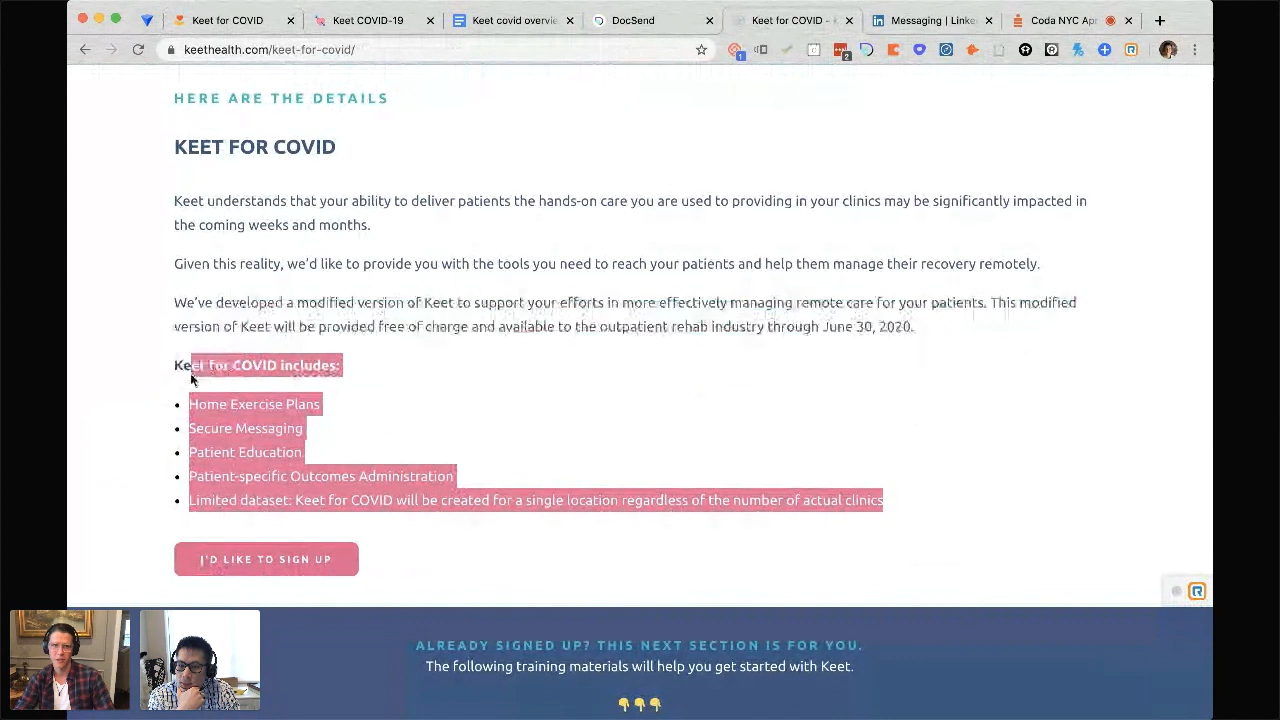 Keet for COVID
Keet COVID-19
Keet covid overvie
DocSend
Keet for COVID - k
Messaging | Linke
Coda NYC Apr
keethealth.com/keet-for-covid/
1
2
HERE ARE THE DETAILS
KEET FOR COVID
Keet understands that your ability to deliver patients the hands-on care you are used to providing in your clinics may be significantly impacted in
the coming weeks and months.
Given this reality, we'd like to provide you with the tools you need to reach your patients and help them manage their recovery remotely.
We've developed a modified version of Keet to support your efforts in more effectively managing remote care for your patients. This modified
version of Keet will be provided free of charge and available to the outpatient rehab industry through June 30, 2020.
Keet for COVID includes:
Home Exercise Plans
Secure Messaging
Patient Education
Patient-specific Outcomes Administration
Limited dataset: Keet for COVID will be created for a single location regardless of the number of actual clinics
I'D LIKE TO SIGN UP
ALREADY SIGNED UP? THIS NEXT SECTION IS FOR YOU.
The following training materials will help you get started with Keet.